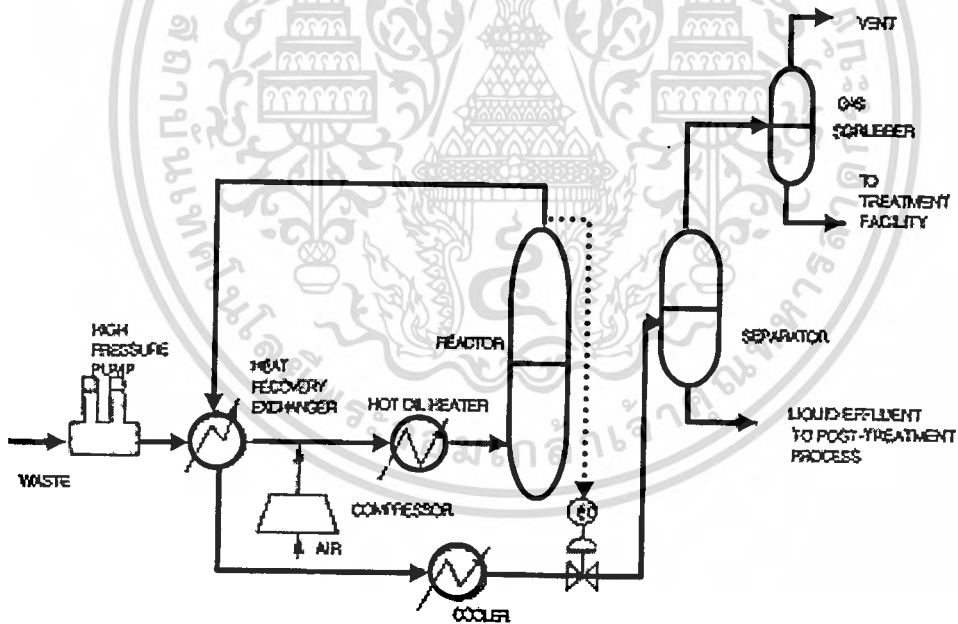 VENT
GAS
SCRUBBER
TO
TREATMENT
FACILITY
HIGH
PRESSURE
PUMP
HEAT
RECOVERY
EXCHANGER
HOT OIL HEATER
REACTOR
SEPARATOR
WASTE
COMPRESSOR
AIR
LIQUID EFFLUENT
TO POST-TREATMENT
PROCESS
COOLER